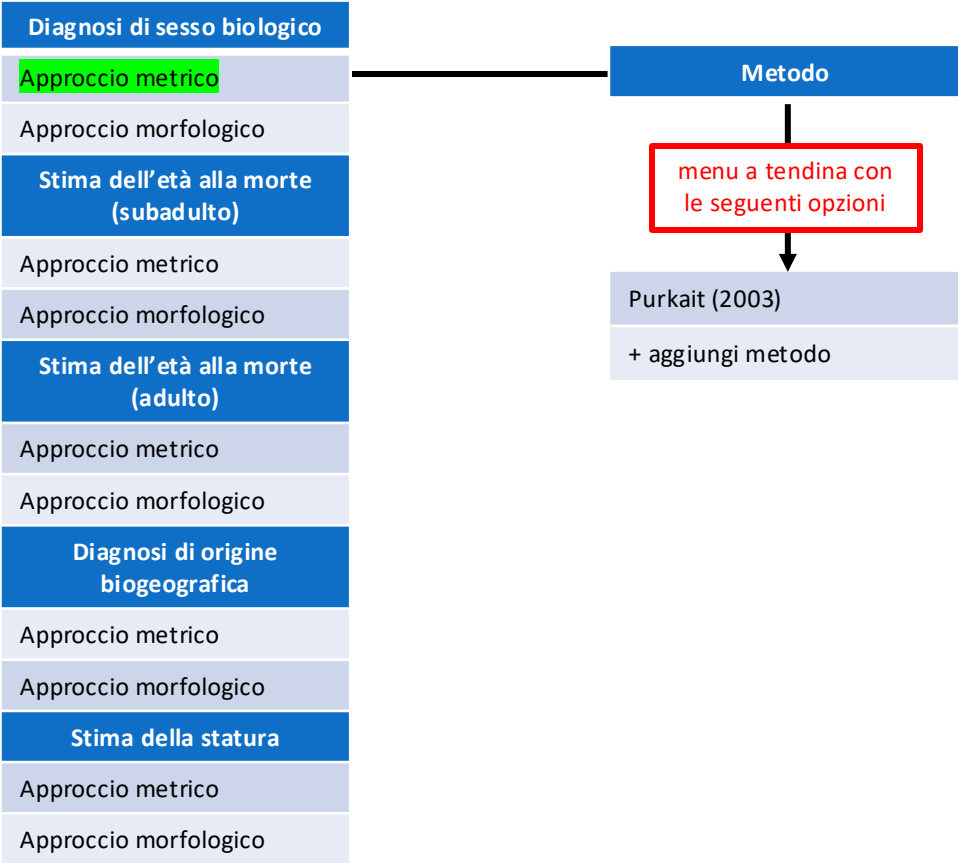 Diagnosi di sesso biologico
Approccio metrico
Approccio morfologico
Stima dell'età alla morte
(subadulto)
Approccio metrico
Approccio morfologico
Stima dell'età alla morte
(adulto)
Approccio metrico
Approccio morfologico
Diagnosi di origine
biogeografica
Approccio metrico
Approccio morfologico
Stima della statura
Approccio metrico
Approccio morfologico
Metodo
menu a tendina con
le seguenti opzioni
Purkait (2003)
+ aggiungi metodo